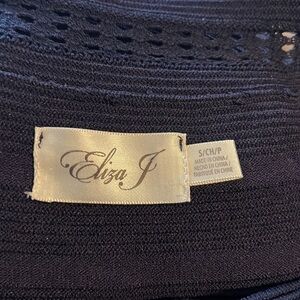 Eliza J
S/CH/P
MADE IN CHINA/
HECHO EN CHINA/
FABRIQUÉ EN CHINE